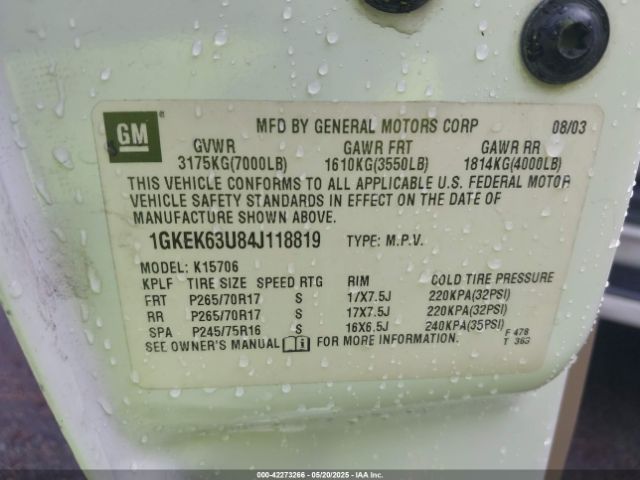 GM
MFD BY GENERAL MOTORS CORP 08/03
GVWR GAWR FRT GAWR RR
3175KG(7000LB) 1610KG(3550LB) 1814KG(4000LB)
THIS VEHICLE CONFORMS TO ALL APPLICABLE U.S. FEDERAL MOTOR
VEHICLE SAFETY STANDARDS IN EFFECT ON THE DATE OF
MANUFACTURE SHOWN ABOVE.
1GKEK63U84J118819 TYPE: M.P.V.
MODEL: K15706
KPLF TIRE SIZE SPEED RTG RIM COLD TIRE PRESSURE
FRT P265/70R17 S 17X7.5J 220KPA(32PSI)
RR P265/70R17 S 17X7.5J 220KPA(32PSI)
SPA P245/75R16 S 16X6.5J 240KPA(35PSI)
SEE OWNER'S MANUAL FOR MORE INFORMATION.
F 478
T 363
000-42273266 - 05/20/2025 - IAA Inc.